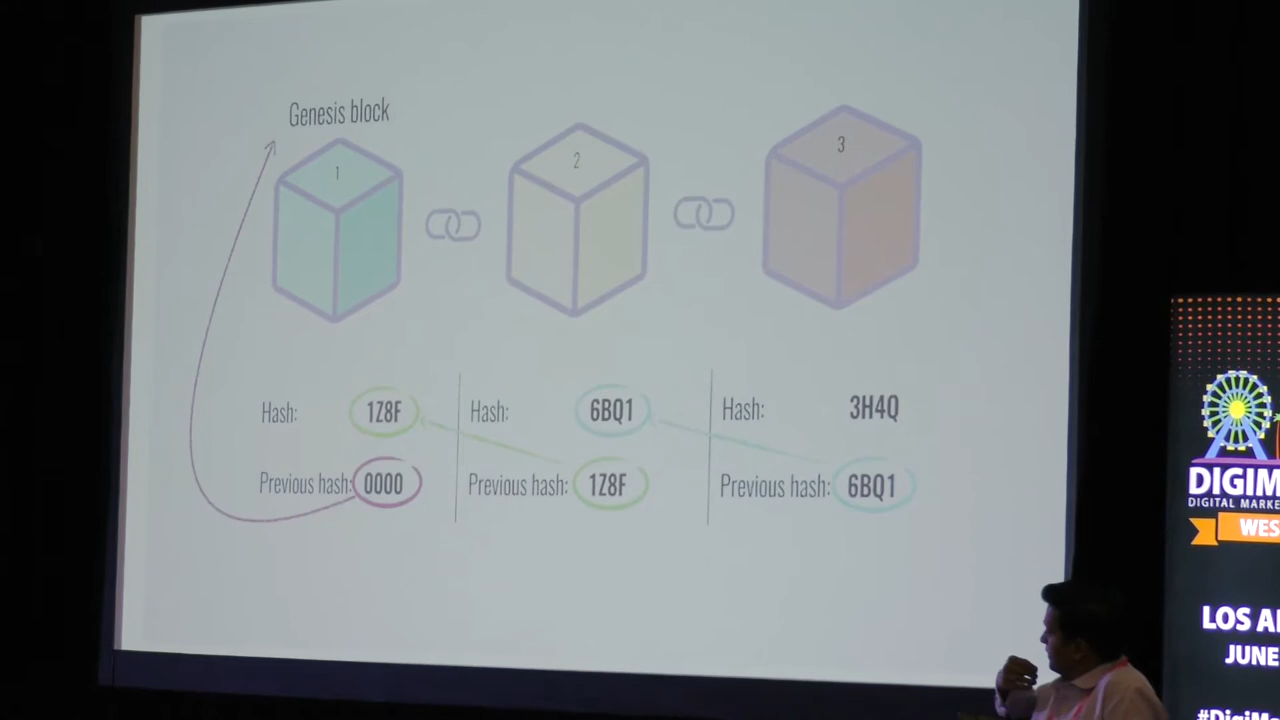 Genesis block
1
2
3
Hash: 1Z8F
Hash: 6BQ1
Hash: 3H4Q
Previous hash: 0000
Previous hash: 1Z8F
Previous hash: 6BQ1
DIGIM
DIGITAL MARKE
WES
LOS A
JUNE
#DigiM